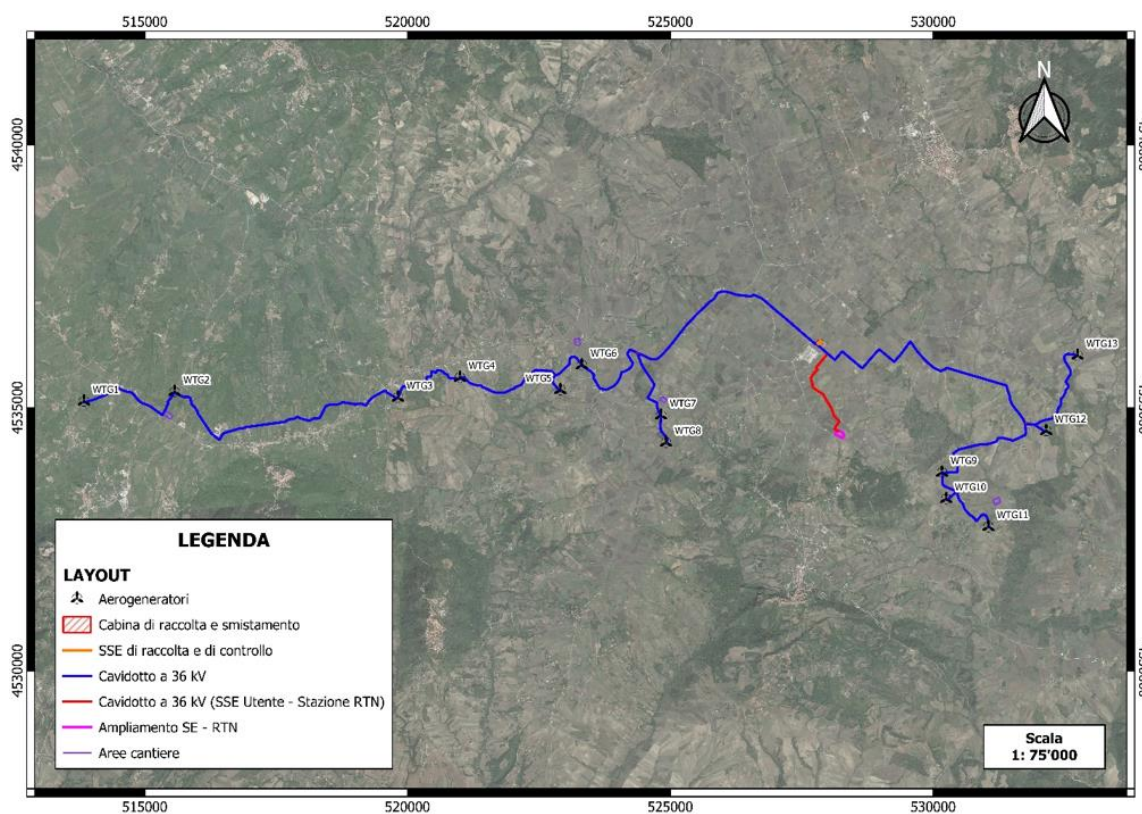 515000
520000
525000
530000
N
4540000
4535000
4530000
WTG1
WTG2
WTG3
WTG4
WTG5
WTG6
WTG7
WTG8
WTG9
WTG10
WTG11
WTG12
WTG13
LEGENDA
LAYOUT
Aerogeneratori
Cabina di raccolta e smistamento
SSE di raccolta e di controllo
Cavidotto a 36 kV
Cavidotto a 36 kV (SSE Utente - Stazione RTN)
Ampliamento SE - RTN
Aree cantiere
Scala
1: 75'000
515000
520000
525000
530000